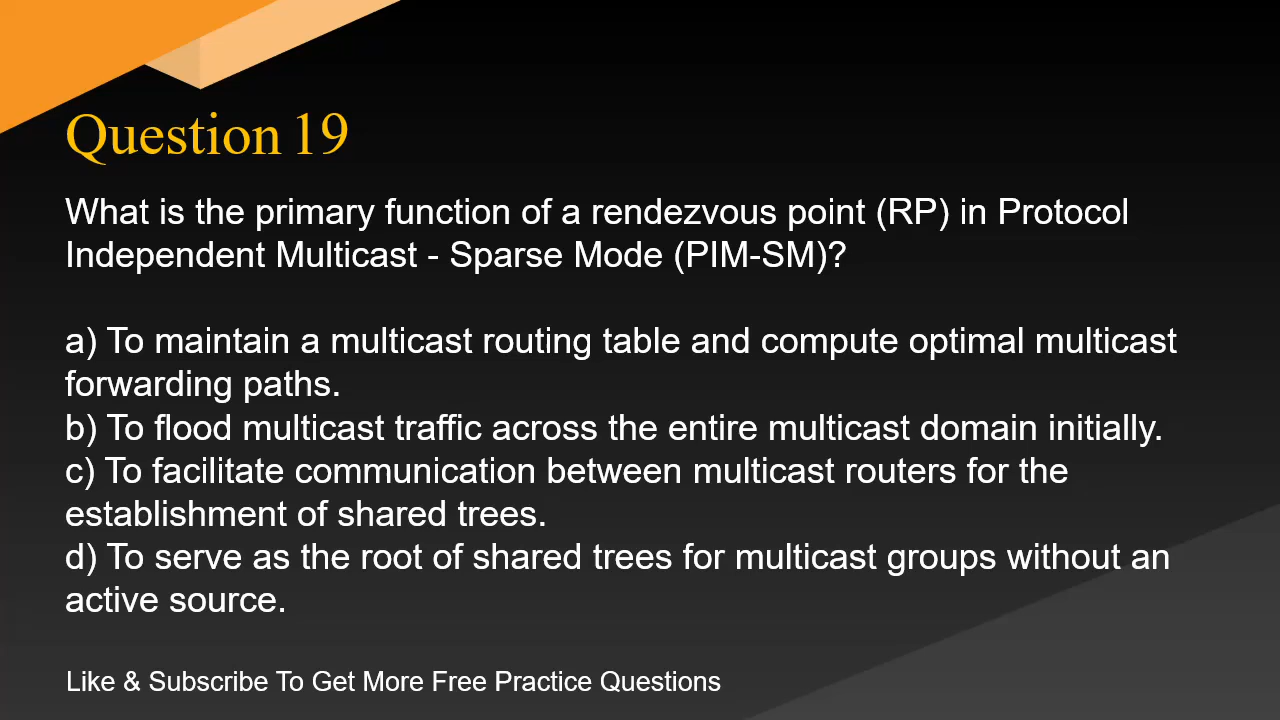 Question 19
What is the primary function of a rendezvous point (RP) in Protocol
Independent Multicast - Sparse Mode (PIM-SM)?
a) To maintain a multicast routing table and compute optimal multicast
forwarding paths.
b) To flood multicast traffic across the entire multicast domain initially.
c) To facilitate communication between multicast routers for the
establishment of shared trees.
d) To serve as the root of shared trees for multicast groups without an
active source.
Like & Subscribe To Get More Free Practice Questions